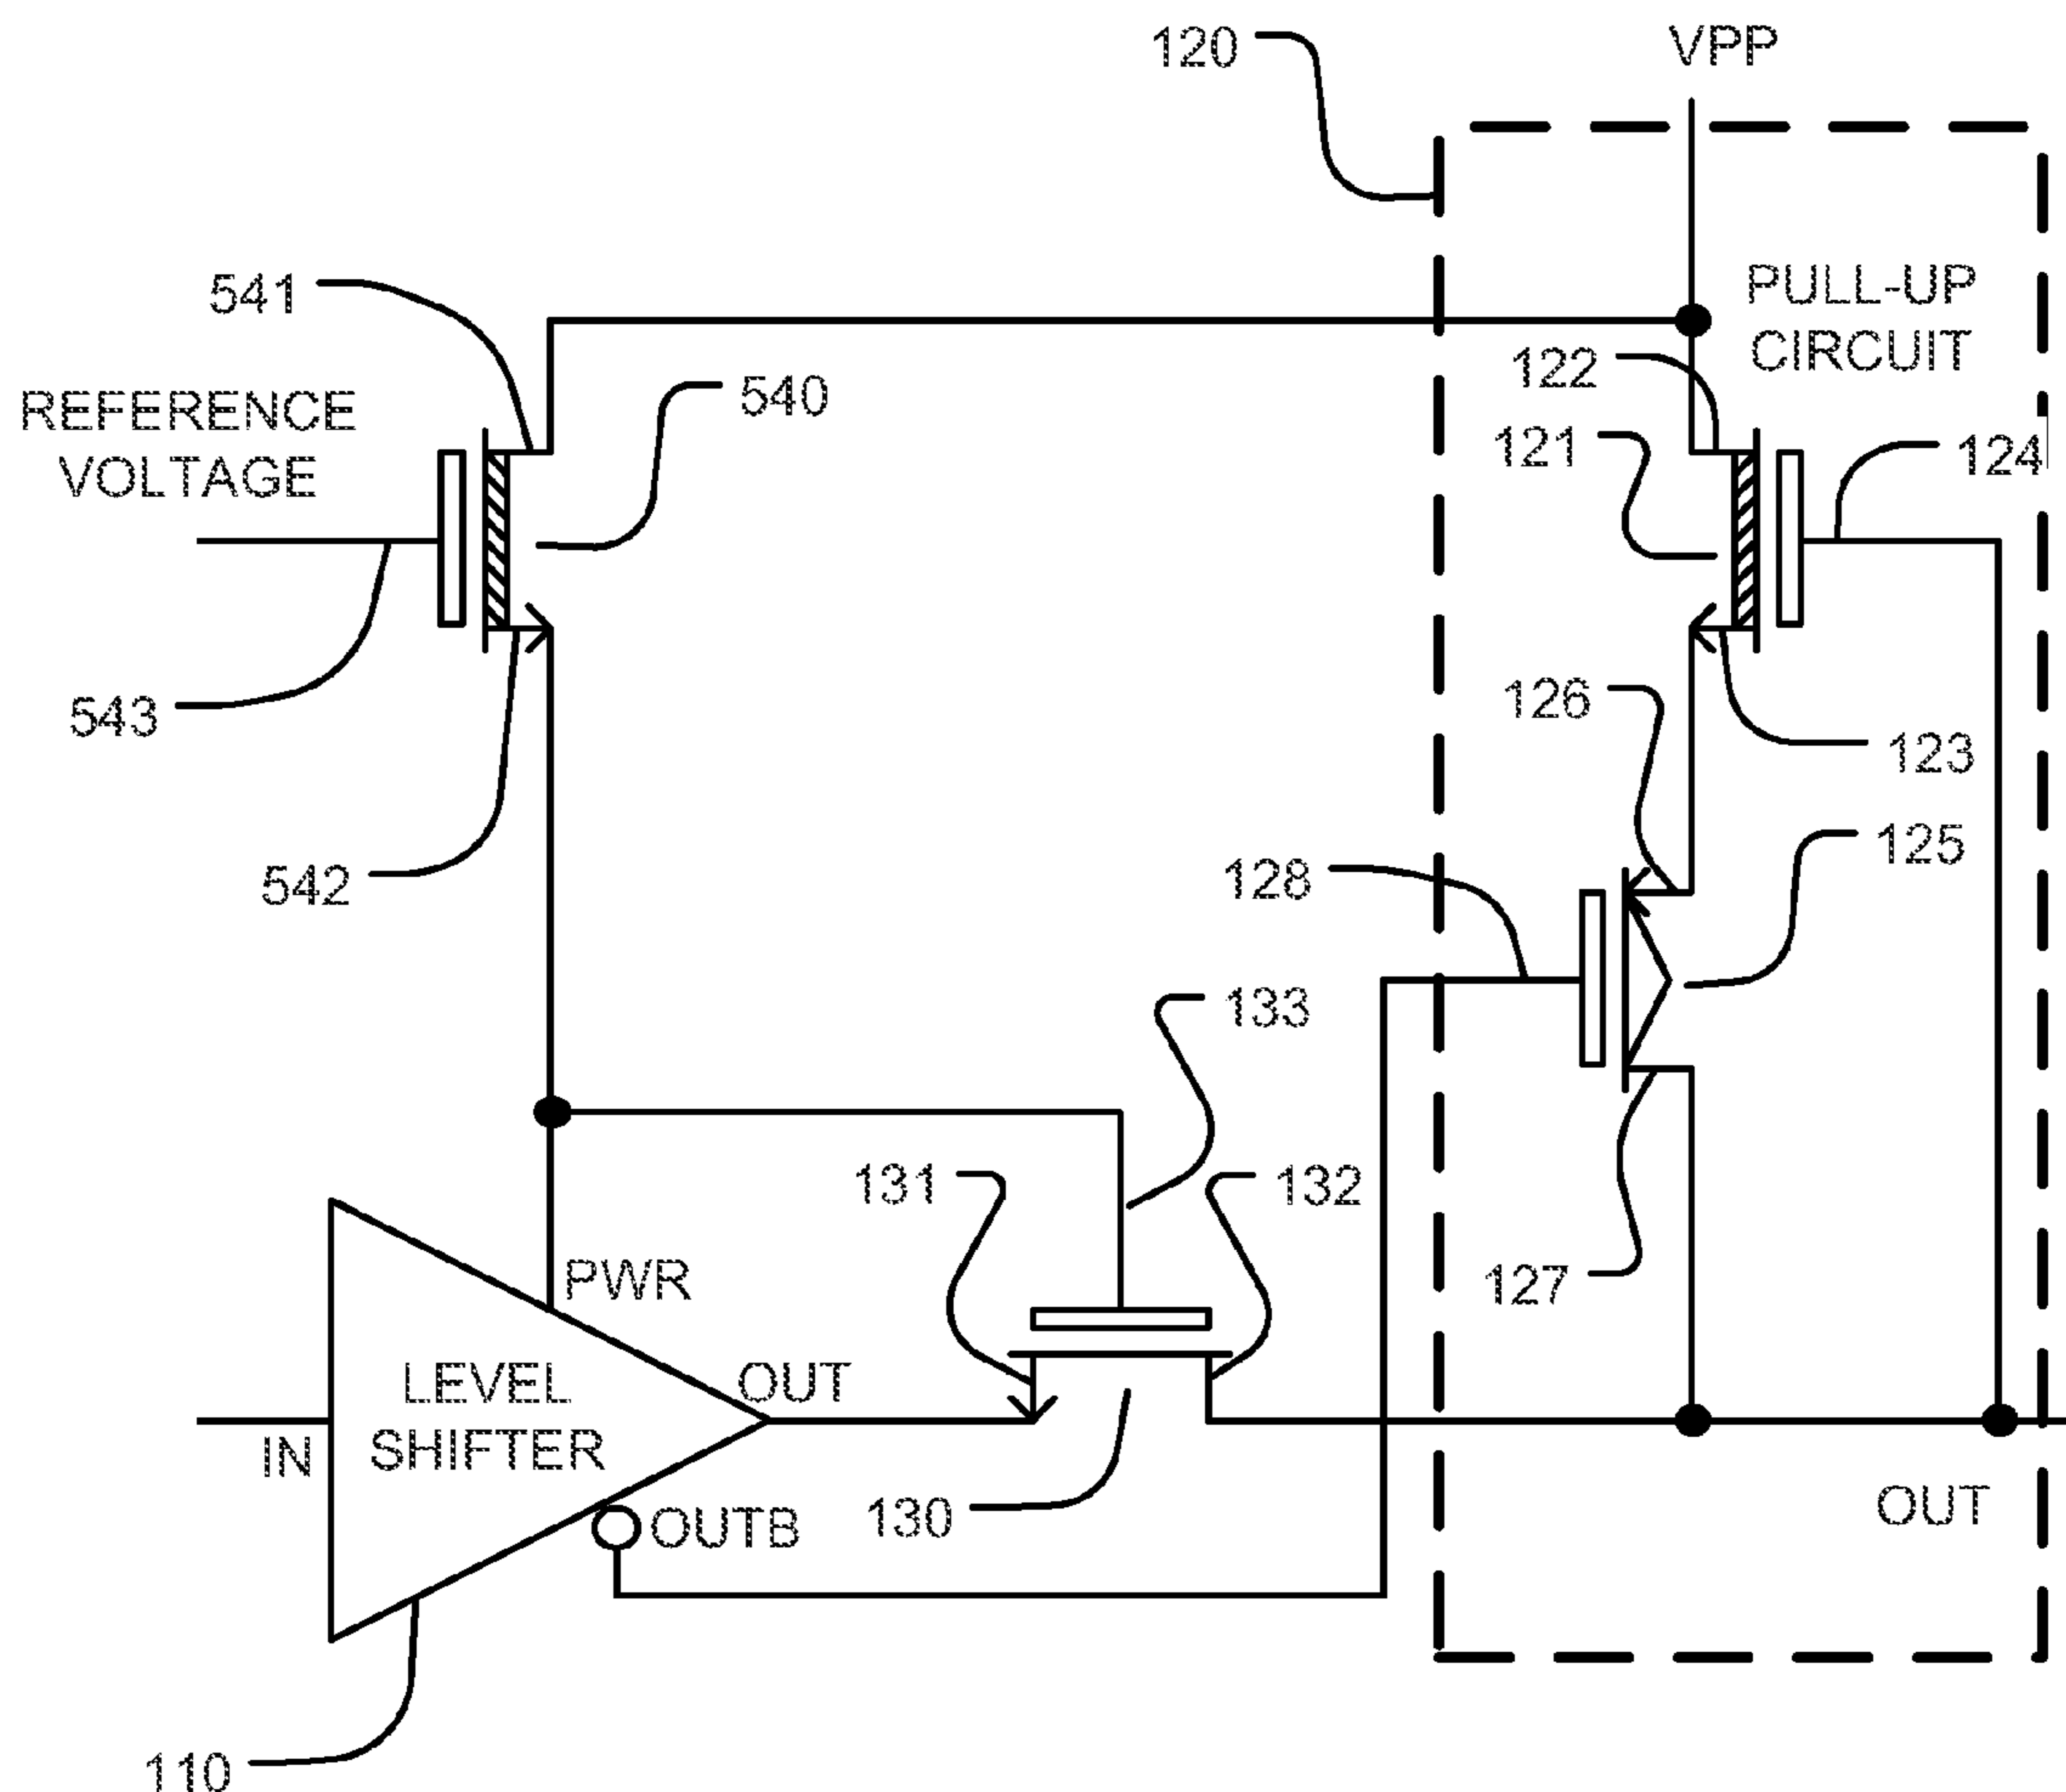 120
VPP
541
PULL-UP
CIRCUIT
122
540
REFERENCE
VOLTAGE
121
124
126
543
123
125
542
128
133
131
132
127
PWR
LEVEL
SHIFTER
OUT
IN
130
OUTB
OUT
110